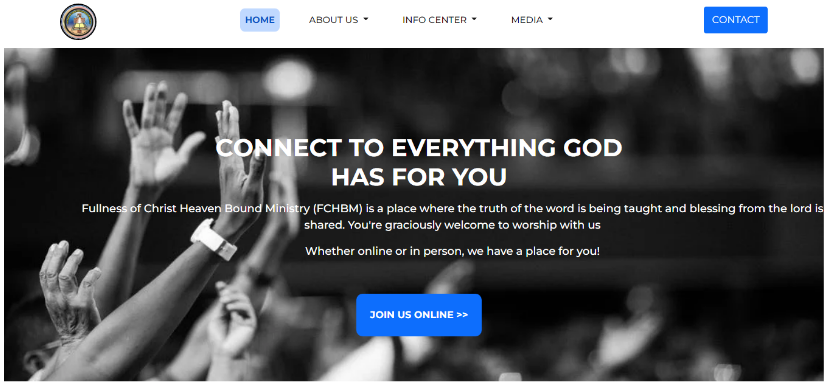 HOME ABOUT US INFO CENTER MEDIA CONTACT
CONNECT TO EVERYTHING GOD
HAS FOR YOU
Fullness of Christ Heaven Bound Ministry (FCHBM) is a place where the truth of the word is being taught and blessing from the lord is
shared. You're graciously welcome to worship with us
Whether online or in person, we have a place for you!
JOIN US ONLINE >>